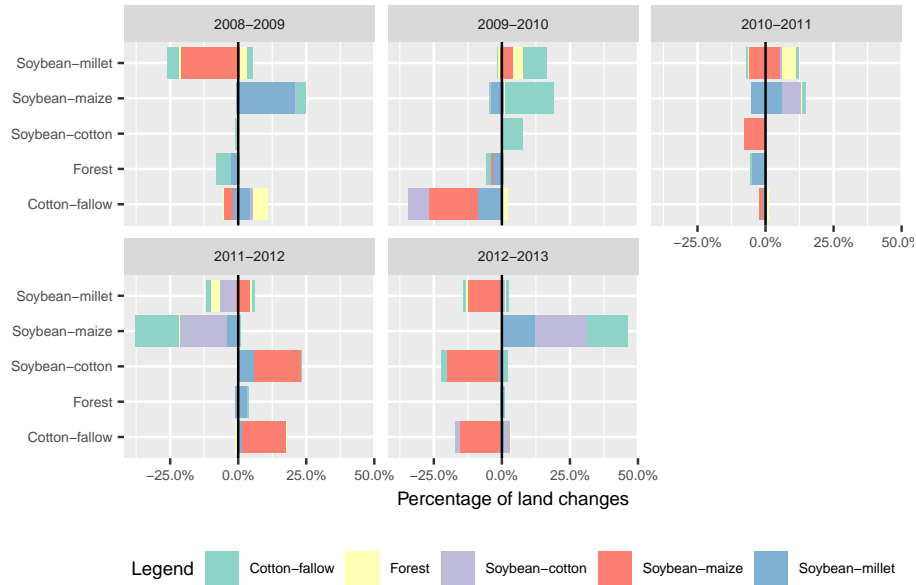 2008−2009 2009−2010 2010−2011
Soybean−millet
Soybean−maize
Soybean−cotton
Forest
Cotton−fallow
−25.0% 0.0% 25.0% 50.0%
2011−2012 2012−2013
Soybean−millet
Soybean−maize
Soybean−cotton
Forest
Cotton−fallow
−25.0% 0.0% 25.0% 50.0% −25.0% 0.0% 25.0% 50.0%
Percentage of land changes
Legend Cotton−fallow Forest Soybean−cotton Soybean−maize Soybean−millet